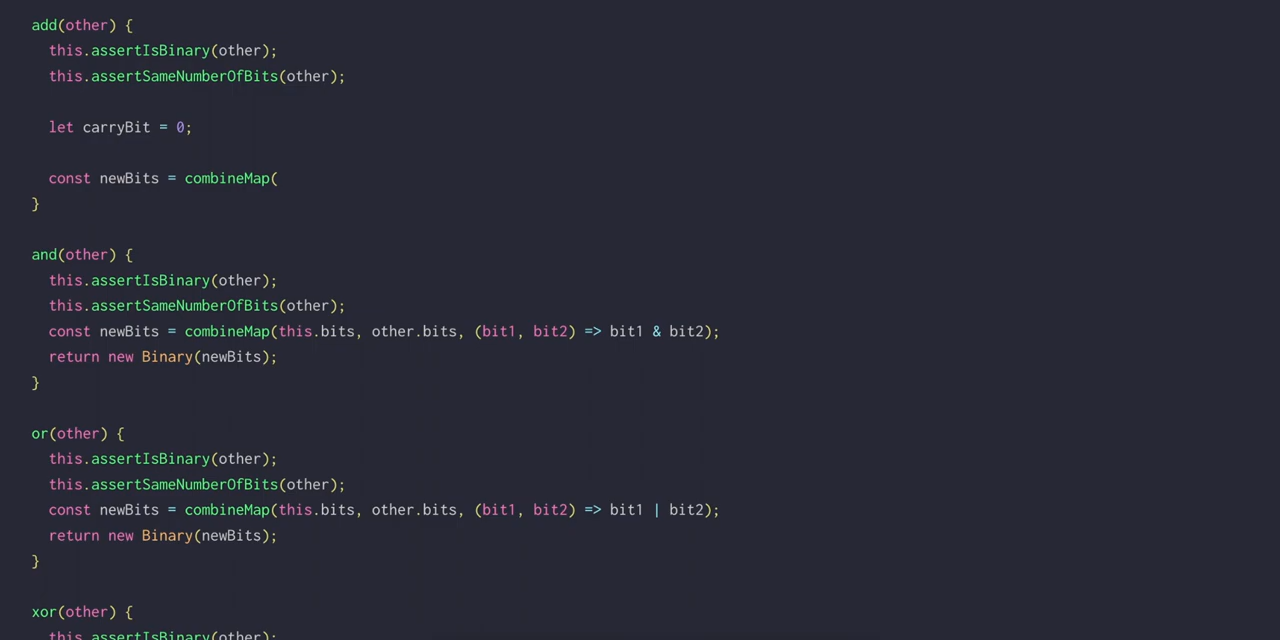 add(other) {
this.assertIsBinary(other);
this.assertSameNumberOfBits(other);
let carryBit = 0;
const newBits = combineMap(
}
and(other) {
this.assertIsBinary(other);
this.assertSameNumberOfBits(other);
const newBits = combineMap(this.bits, other.bits, (bit1, bit2) => bit1 & bit2);
return new Binary(newBits);
}
or(other) {
this.assertIsBinary(other);
this.assertSameNumberOfBits(other);
const newBits = combineMap(this.bits, other.bits, (bit1, bit2) => bit1 | bit2);
return new Binary(newBits);
}
xor(other) {
this.assertIsBinary(other);